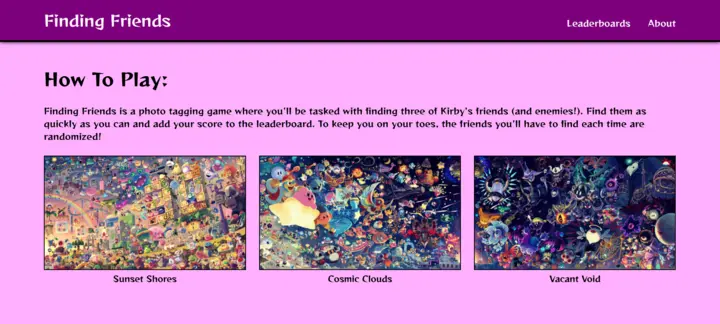 Finding Friends
Leaderboards About
How To Play:
Finding Friends is a photo tagging game where you'll be tasked with finding three of Kirby's friends (and enemies!). Find them as
quickly as you can and add your score to the leaderboard. To keep you on your toes, the friends you'll have to find each time are
randomized!
Sunset Shores
Cosmic Clouds
Vacant Void